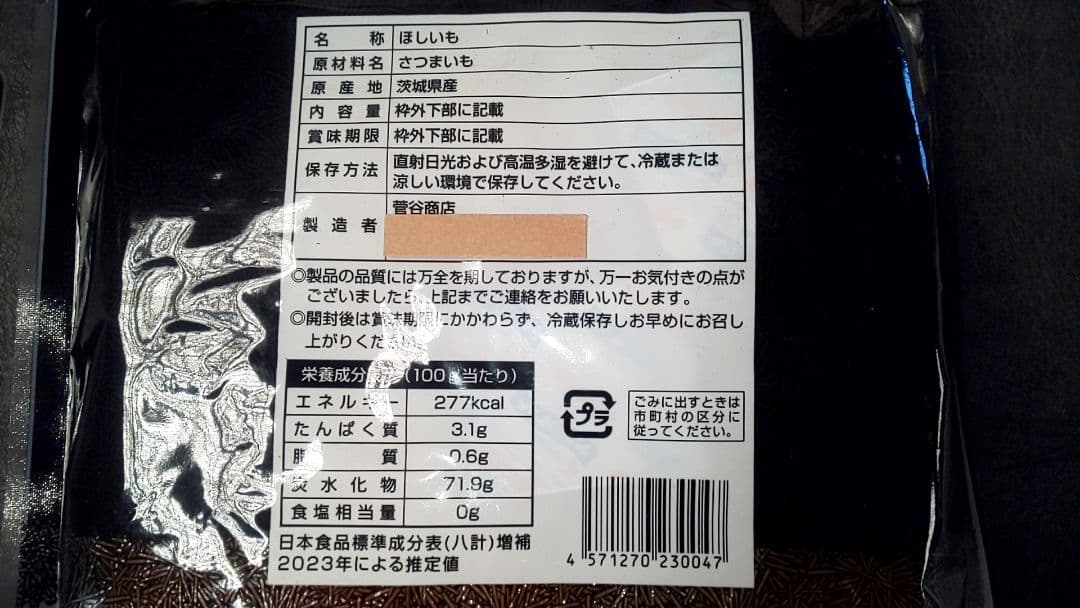 名称 ほしいも
原材料名 さつまいも
原産地 茨城県産
内容量 枠外下部に記載
賞味期限 枠外下部に記載
保存方法 直射日光および高温多湿を避けて、冷蔵または
涼しい環境で保存してください。
製造者 菅谷商店
◎製品の品質には万全を期しておりますが、万一お気付きの点が
ございましたら、上記までご連絡をお願いいたします。
◎開封後は賞味期限にかかわらず、冷蔵保存しお早めにお召し
上がりください。
栄養成分表示(100g当たり)
エネルギー 277kcal
たんぱく質 3.1g
脂質 0.6g
炭水化物 71.9g
食塩相当量 0g
日本食品標準成分表(八訂)増補
2023年による推定値
プラ
ごみに出すときは
市町村の区分に
従ってください。
4 571270 230047